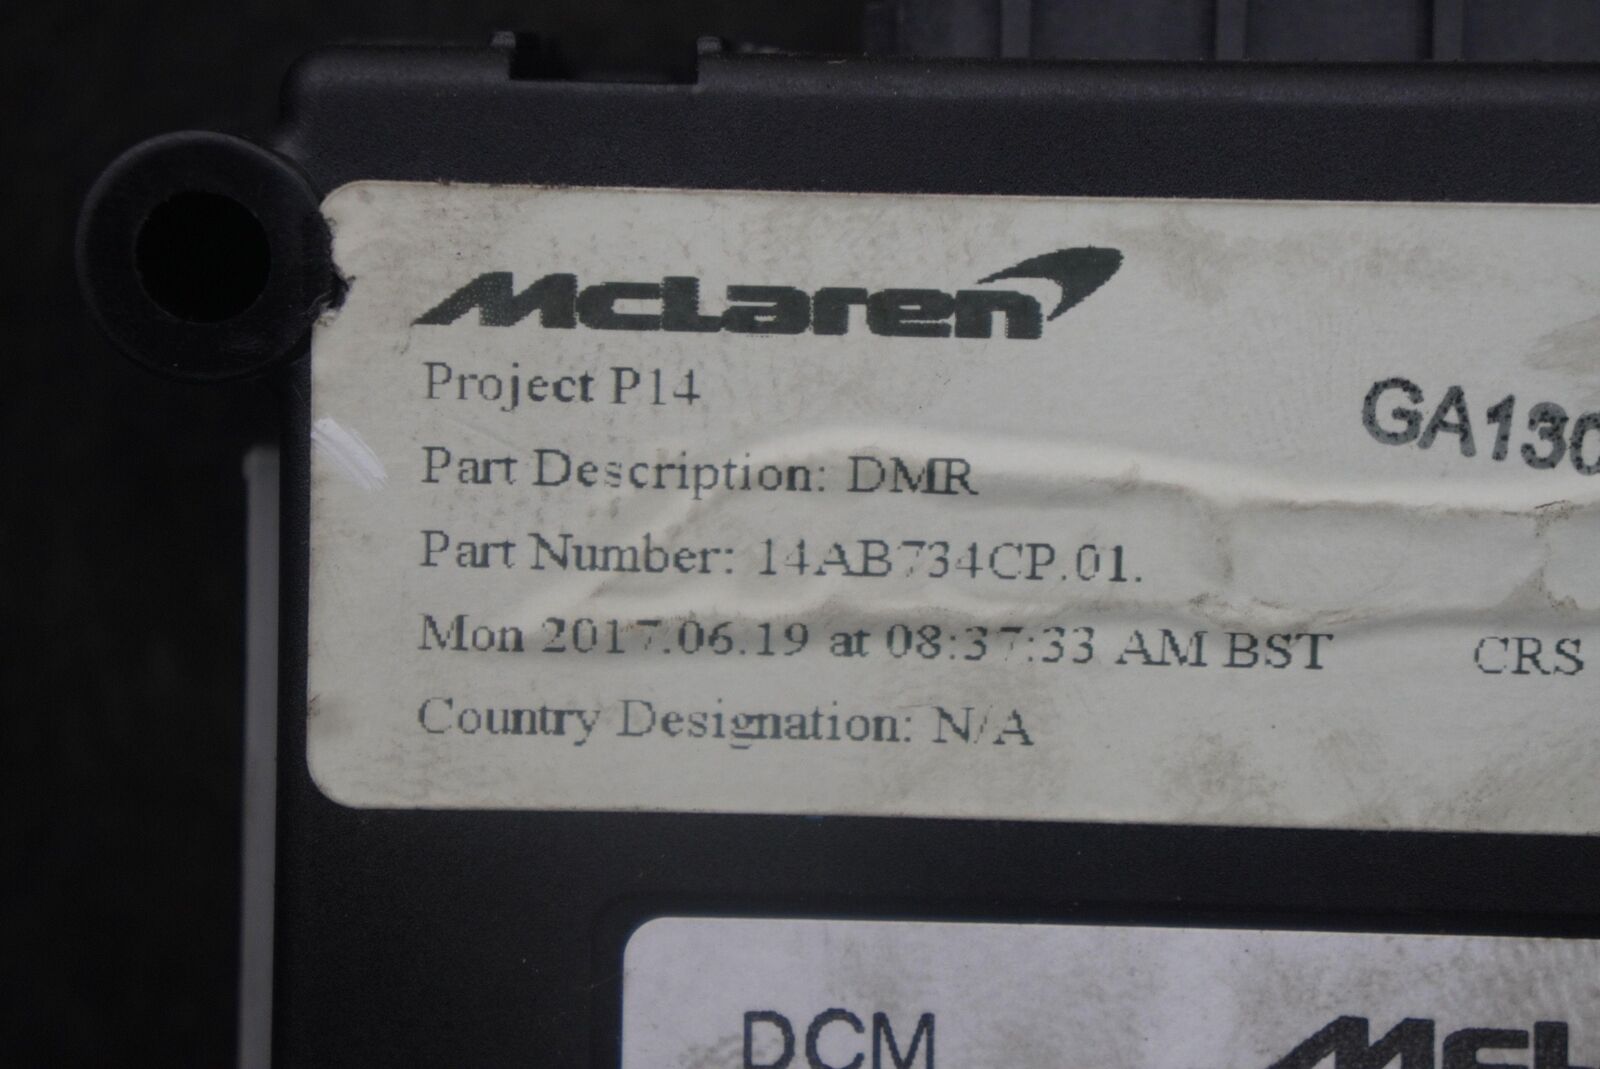 McLaren
Project P14
GA130
Part Description: DMR
Part Number: 14AB734CP.01.
Mon 2017.06.19 at 08:37:33 AM BST CRS
Country Designation: N/A
DCM McL